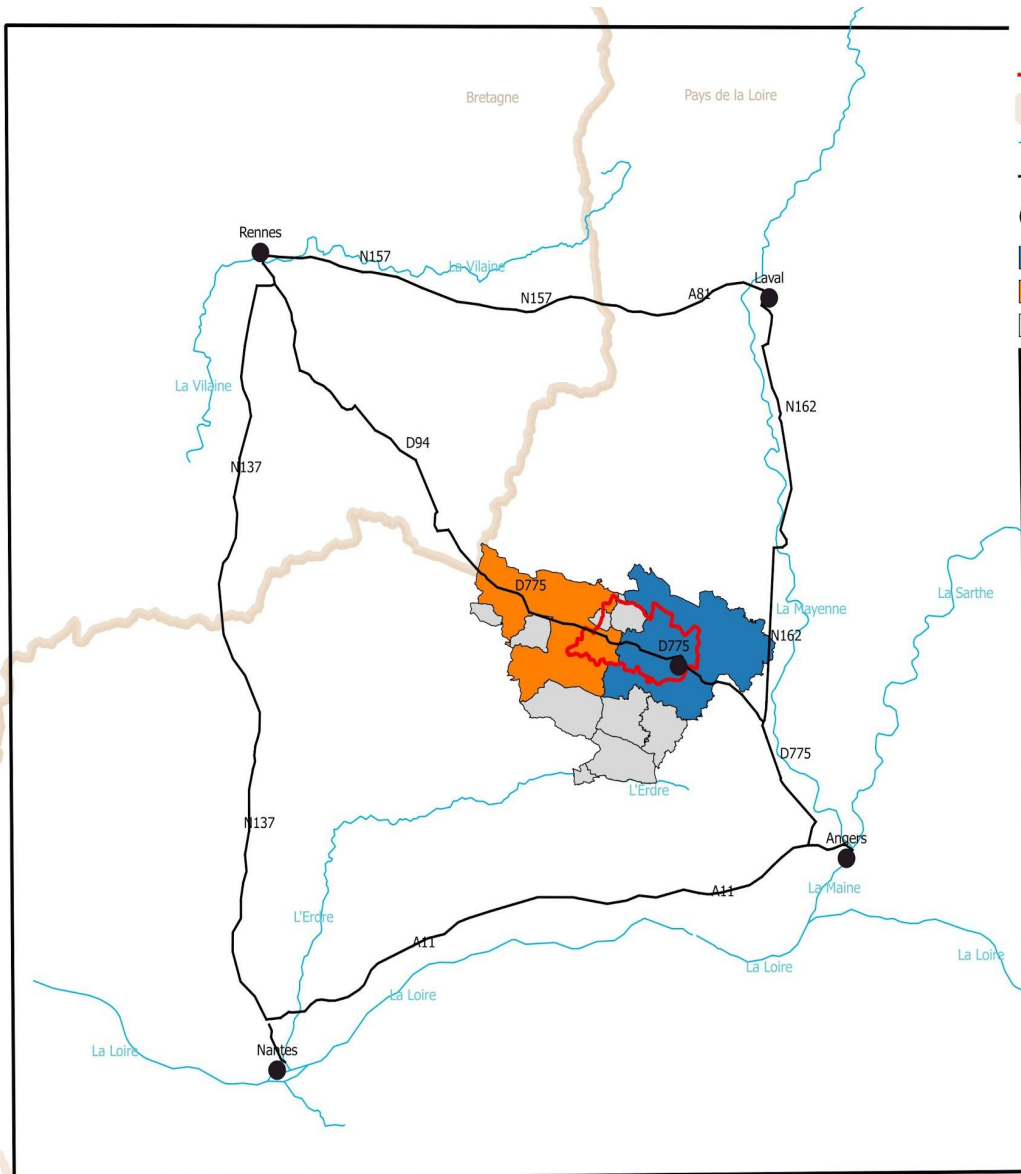 Bretagne
Pays de la Loire
Rennes
N157
La Vilaine
Laval
N157
A81
La Vilaine
N162
D94
N137
D775
La Sarthe
La Mayenne
N162
D775
D775
L'Erdre
N137
Angers
La Maine
A11
L'Erdre
A11
La Loire
La Loire
La Loire
La Loire
Nantes